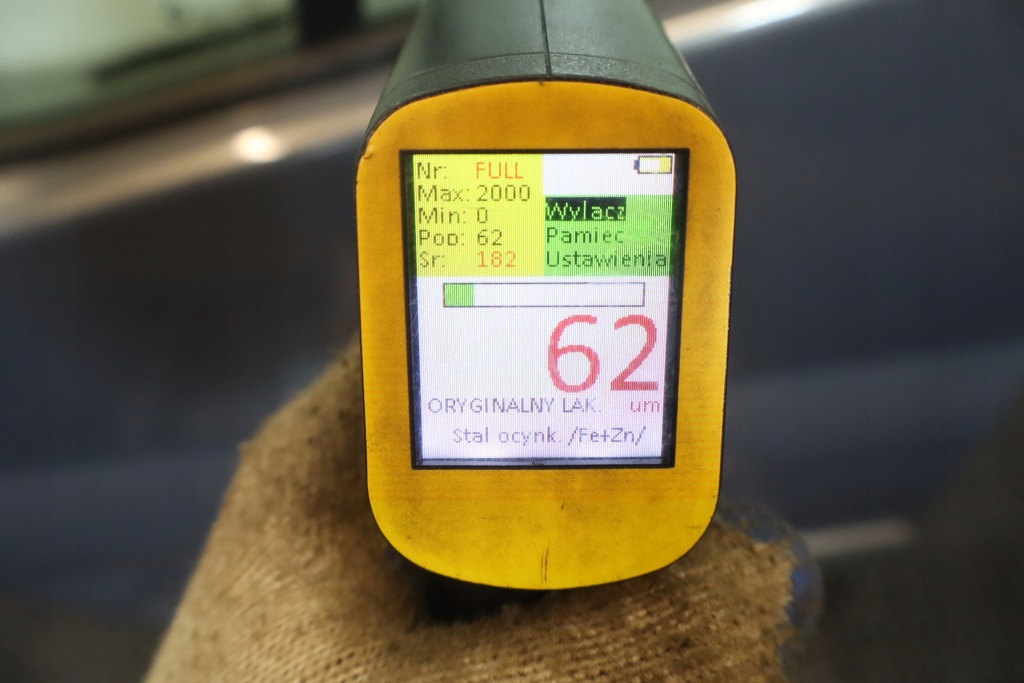 Nr: FULL
Max: 2000
Min: 0
Pop: 62
Sr: 182
Wylacz
Pamiec
Ustawienia
62
ORYGINALNY LAK. um
Stal ocynk. /Fe+Zn/